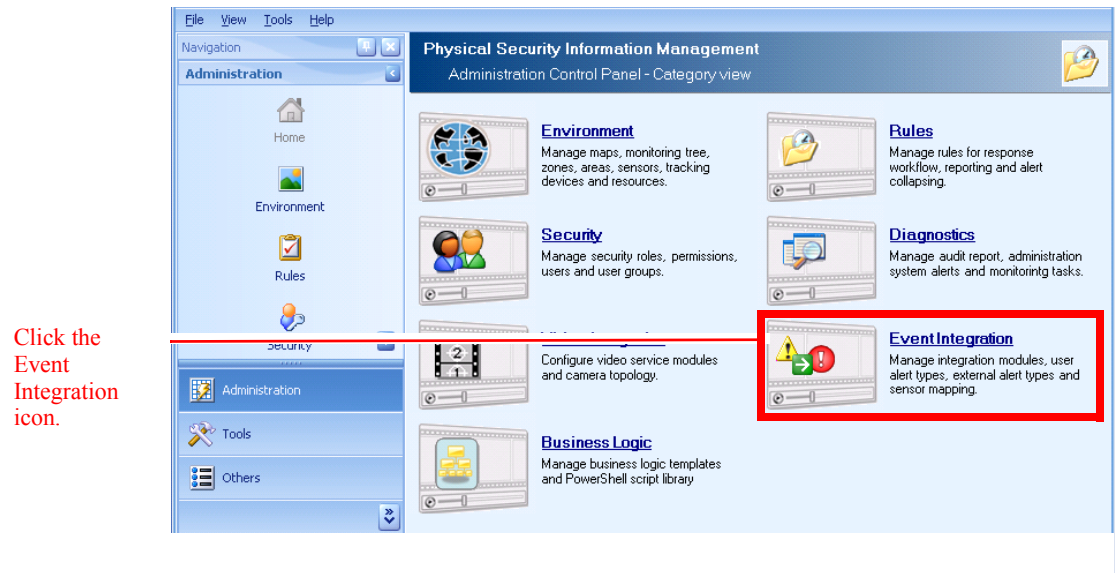 File View Tools Help
Navigation
Administration
Home
Environment
Rules
Security
Administration
Tools
Others
Physical Security Information Management
Administration Control Panel - Category view
Environment
Manage maps, monitoring tree,
zones, areas, sensors, tracking
devices and resources.
Rules
Manage rules for response
workflow, reporting and alert
collapsing.
Security
Manage security roles, permissions,
users and user groups.
Diagnostics
Manage audit report, administration
system alerts and monitorintg tasks.
Configure video service modules
and camera topology.
Event Integration
Manage integration modules, user
alert types, external alert types and
sensor mapping.
Business Logic
Manage business logic templates
and PowerShell script library
Click the
Event
Integration
icon.